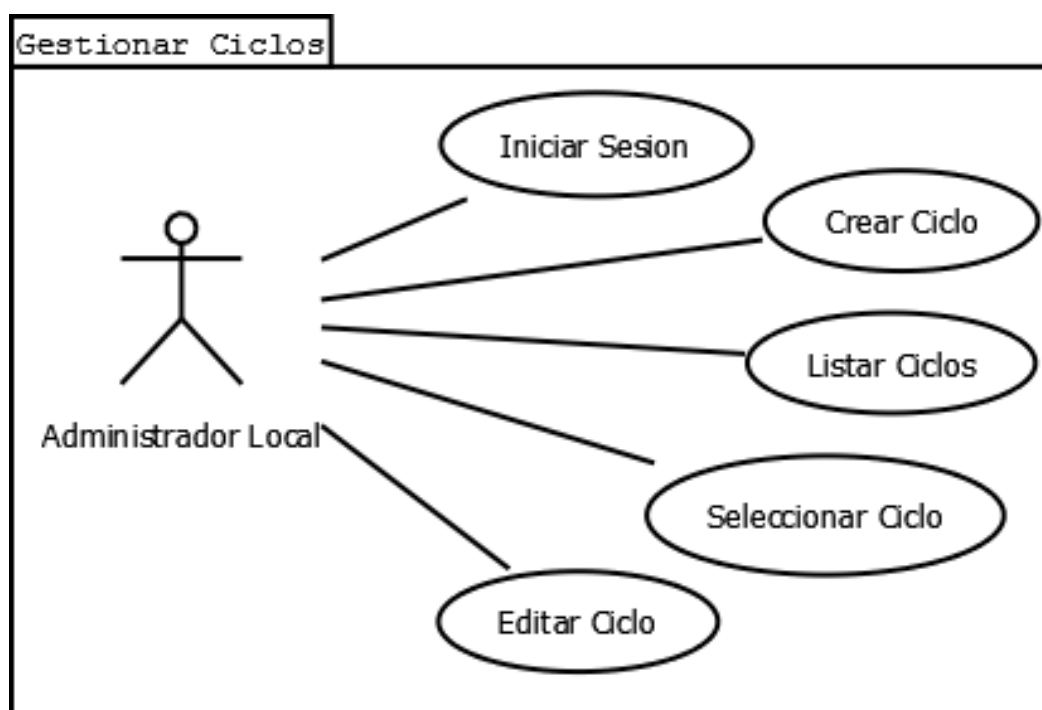 Gestionar Ciclos
Iniciar Sesion
Crear Ciclo
Listar Ciclos
Administrador Local
Seleccionar Ciclo
Editar Ciclo